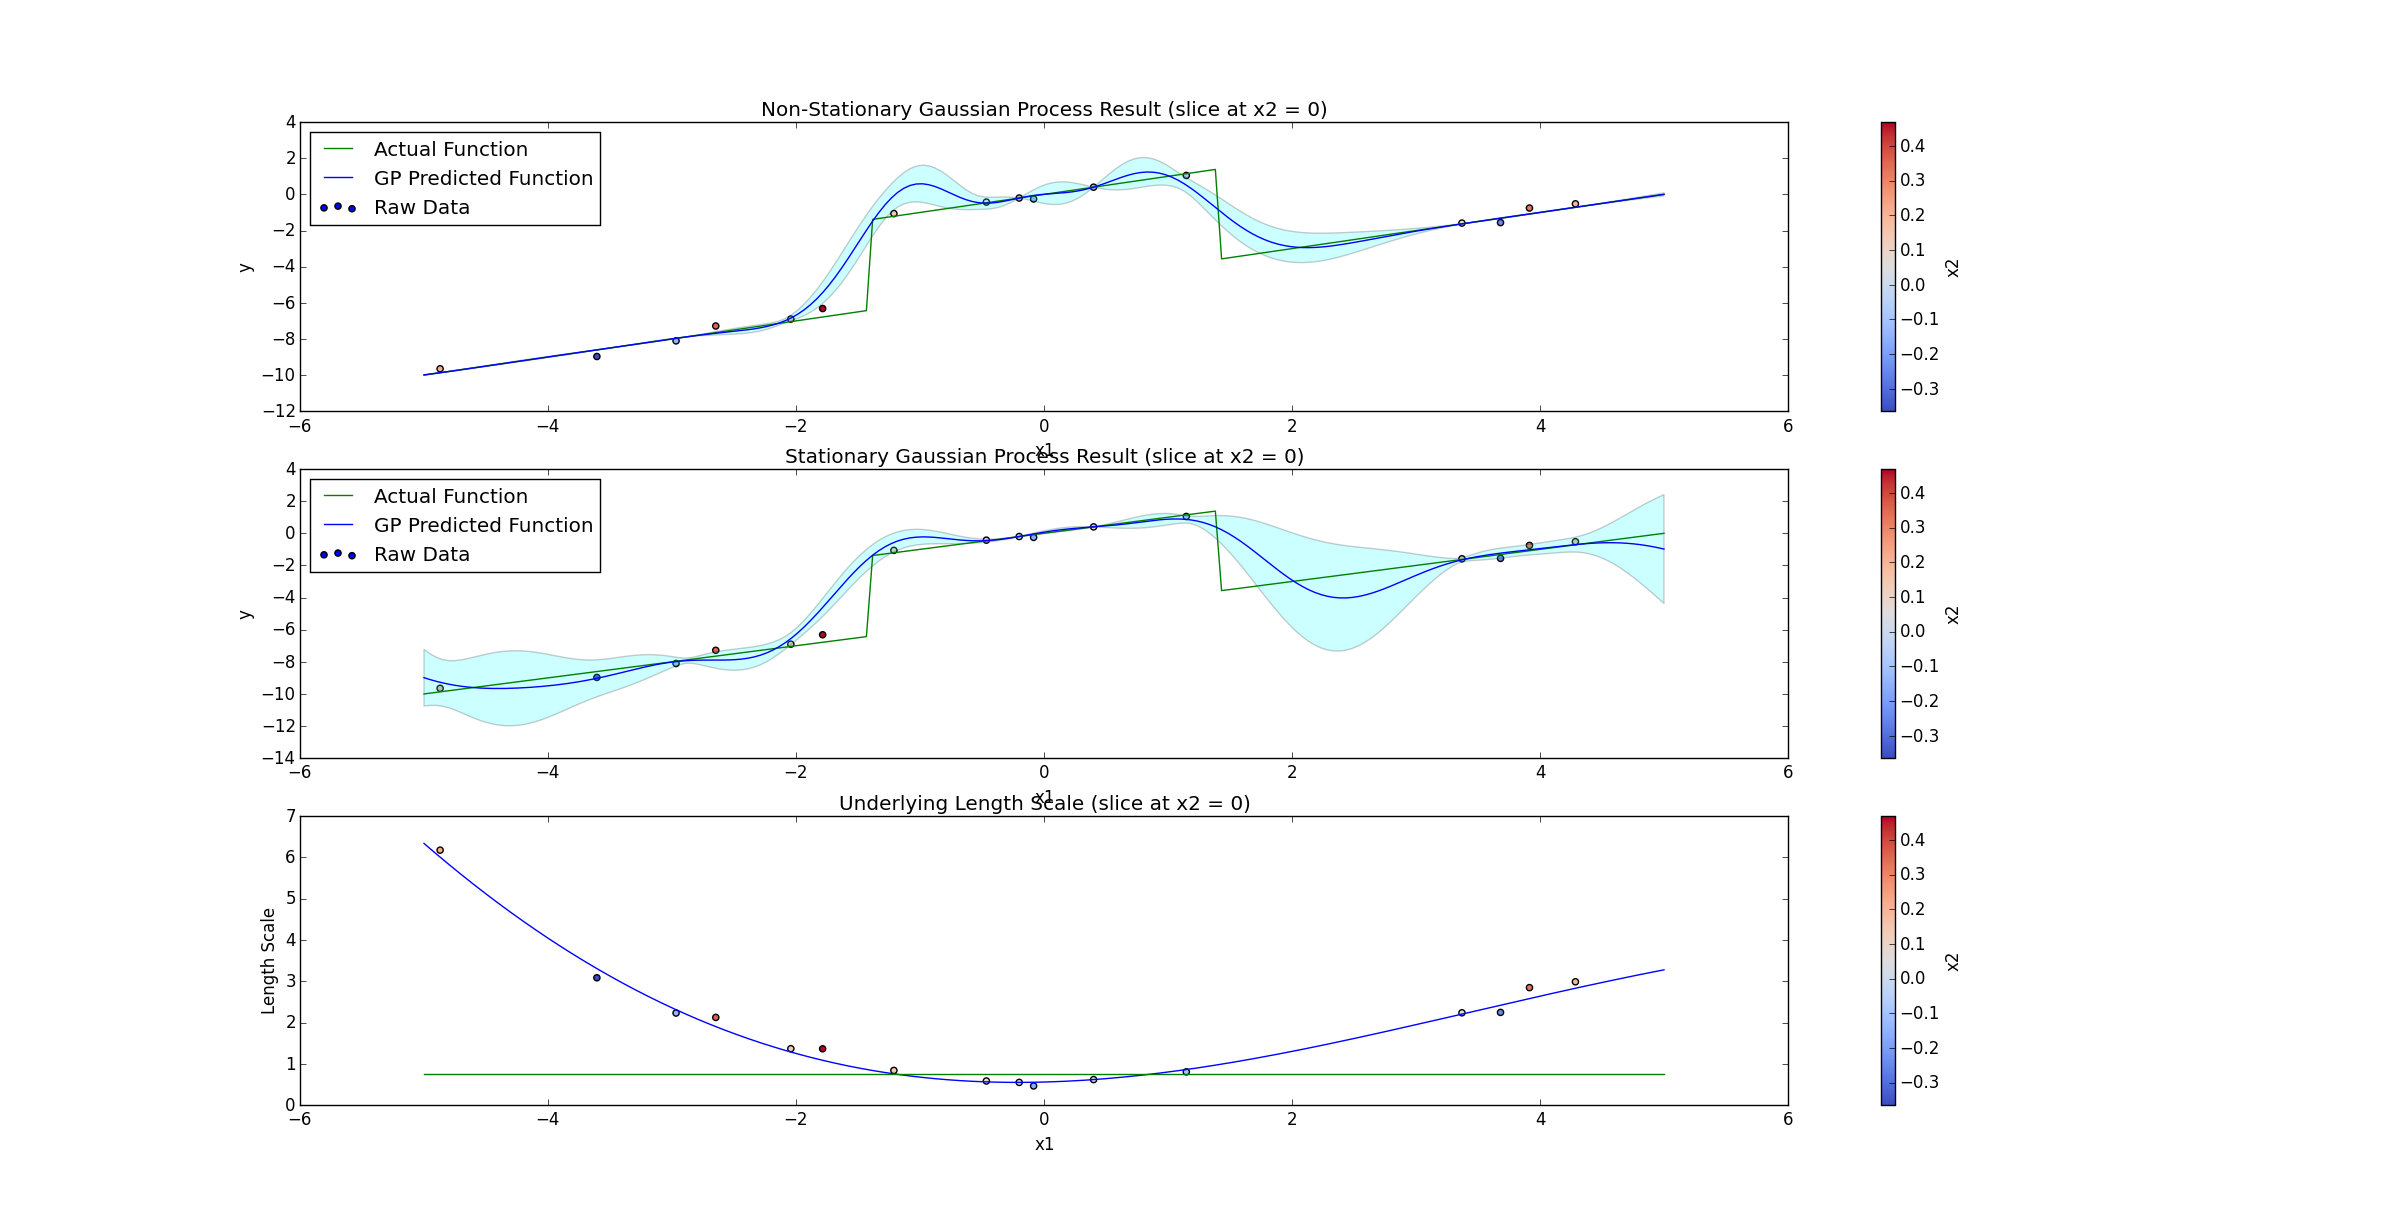 Non-Stationary Gaussian Process Result (slice at x2 = 0)
4
2
0
−2
−4
−6
−8
−10
−12
y
Actual Function
GP Predicted Function
Raw Data
−6 −4 −2 0 2 4 6
x1
0.4
0.3
0.2
0.1
0.0
−0.1
−0.2
−0.3
x2
Stationary Gaussian Process Result (slice at x2 = 0)
4
2
0
−2
−4
−6
−8
−10
−12
−14
y
Actual Function
GP Predicted Function
Raw Data
−6 −4 −2 0 2 4 6
x1
0.4
0.3
0.2
0.1
0.0
−0.1
−0.2
−0.3
x2
Underlying Length Scale (slice at x2 = 0)
7
6
5
4
3
2
1
0
Length Scale
−6 −4 −2 0 2 4 6
x1
0.4
0.3
0.2
0.1
0.0
−0.1
−0.2
−0.3
x2